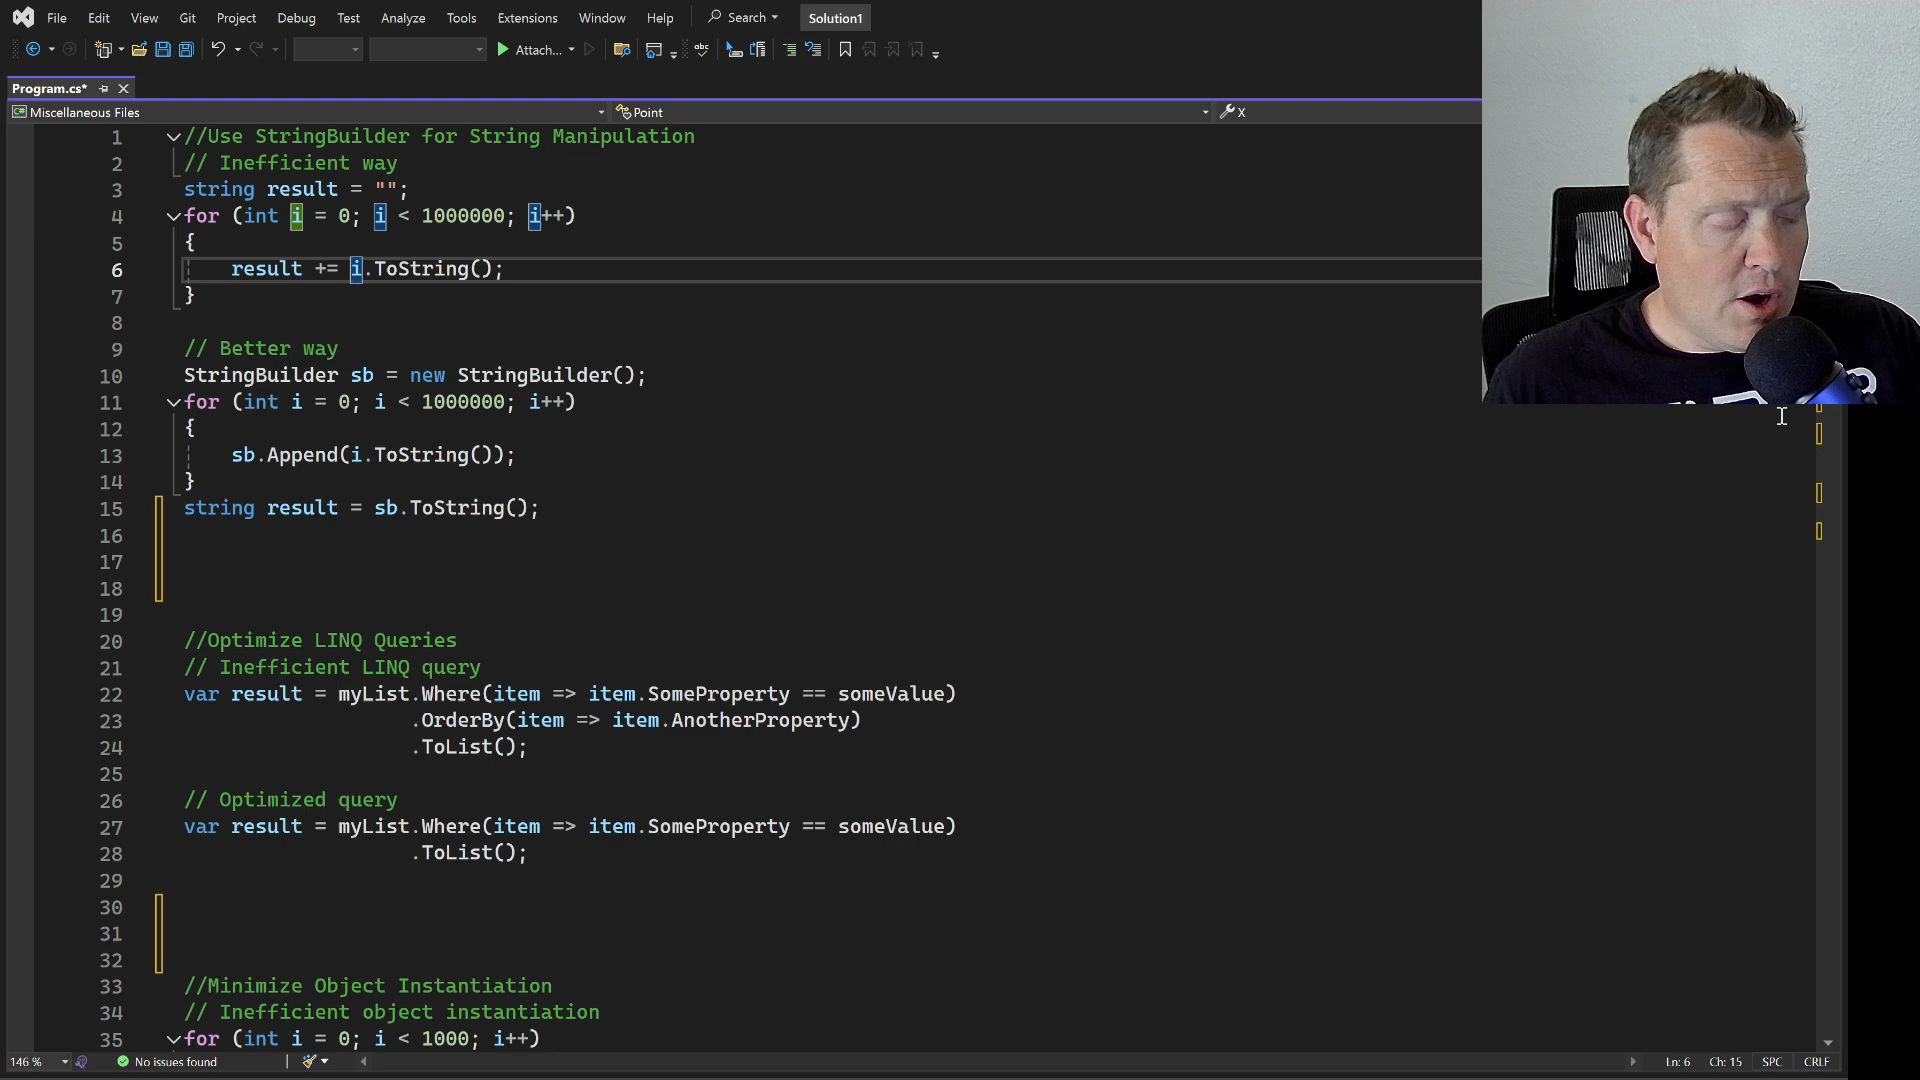 File Edit View Git Project Debug Test Analyze Tools Extensions Window Help Search Solution1
Attach... abc
Program.cs*
C# Miscellaneous Files Point X
1 //Use StringBuilder for String Manipulation
2 // Inefficient way
3 string result = "";
4 for (int i = 0; i < 1000000; i++)
5 {
6 result += i.ToString();
7 }
8
9 // Better way
10 StringBuilder sb = new StringBuilder();
11 for (int i = 0; i < 1000000; i++)
12 {
13 sb.Append(i.ToString());
14 }
15 string result = sb.ToString();
16
17
18
19
20 //Optimize LINQ Queries
21 // Inefficient LINQ query
22 var result = myList.Where(item => item.SomeProperty == someValue)
23 .OrderBy(item => item.AnotherProperty)
24 .ToList();
25
26 // Optimized query
27 var result = myList.Where(item => item.SomeProperty == someValue)
28 .ToList();
29
30
31
32
33 //Minimize Object Instantiation
34 // Inefficient object instantiation
35 for (int i = 0; i < 1000; i++)
146 % No issues found Ln: 6 Ch: 15 SPC CRLF